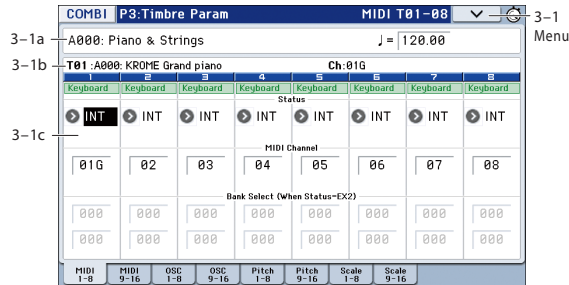 COMBI P3:Timbre Param MIDI T01-08
3-1
Menu
3-1a
A000: Piano & Strings ♩= 120.00
3-1b
T01 :A000: KROME Grand piano Ch:01G
1 2 3 4 5 6 7 8
Keyboard Keyboard Keyboard Keyboard Keyboard Keyboard Keyboard Keyboard
Status
INT INT INT INT INT INT INT INT
3-1c
MIDI Channel
01G 02 03 04 05 06 07 08
Bank Select (When Status=EX2)
000 000 000 000 000 000 000 000
000 000 000 000 000 000 000 000
MIDI 1-8 MIDI 9-16 OSC 1-8 OSC 9-16 Pitch 1-8 Pitch 9-16 Scale 1-8 Scale 9-16